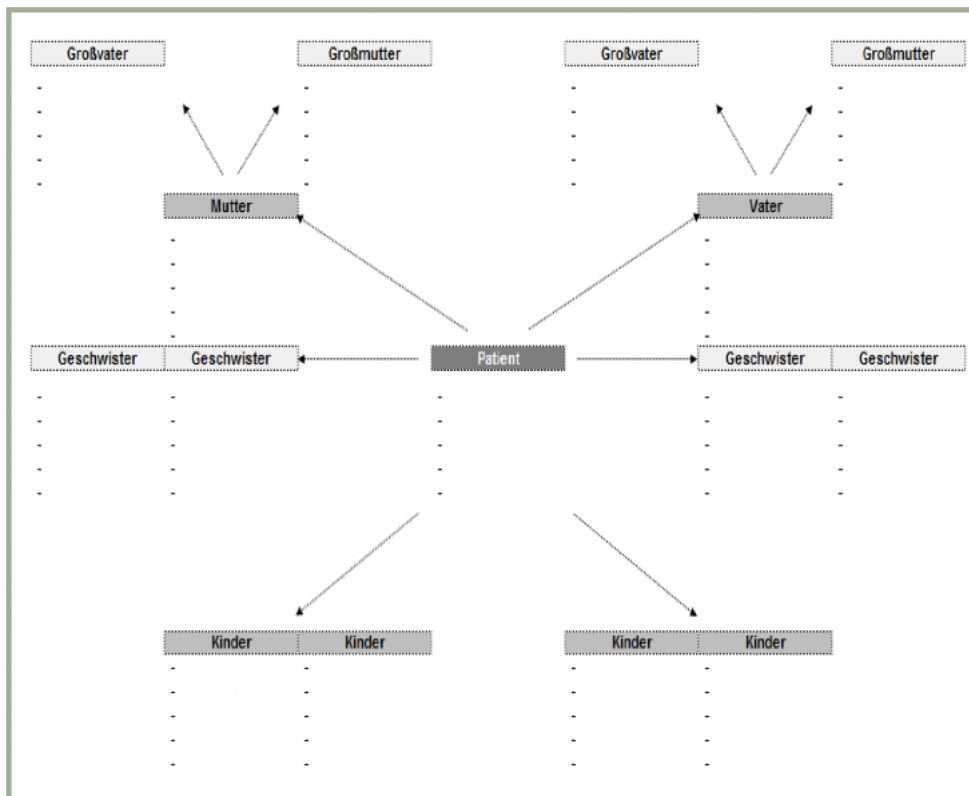 Großvater Großmutter Großvater Großmutter
- - - -
- - - -
- - - -
- - - -
- - - -
Mutter Vater
- -
- -
- -
- -
- -
Geschwister Geschwister Patient Geschwister Geschwister
- - - - -
- - - - -
- - - - -
- - - - -
- - - - -
Kinder Kinder Kinder Kinder
- - - -
- - - -
- - - -
- - - -
- - - -